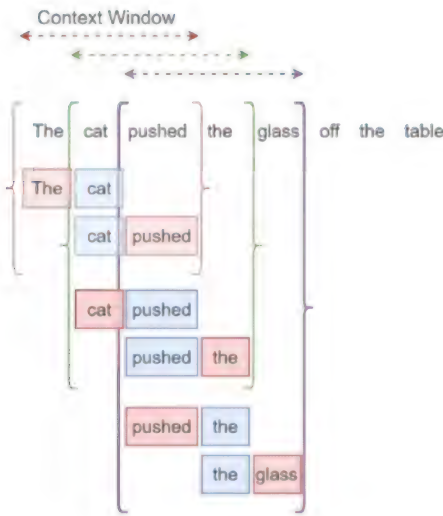 Context Window
The cat pushed the glass off the table
The cat
cat pushed
cat pushed
pushed the
pushed the
the glass